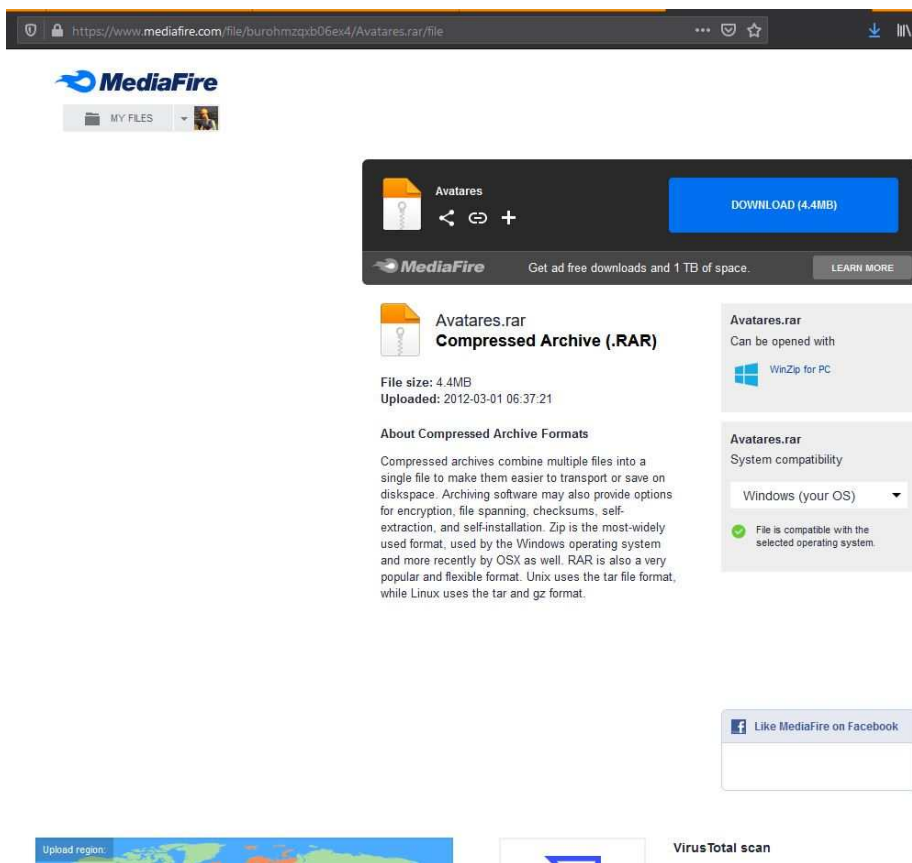 https://www.mediafire.com/file/burohmzqxb06ex4/Avatares.rar/file
MediaFire
MY FILES
Avatares
DOWNLOAD (4.4MB)
MediaFire
Get ad free downloads and 1 TB of space.
LEARN MORE
Avatares.rar
Compressed Archive (.RAR)
File size: 4.4MB
Uploaded: 2012-03-01 06:37:21
About Compressed Archive Formats
Compressed archives combine multiple files into a
single file to make them easier to transport or save on
diskspace. Archiving software may also provide options
for encryption, file spanning, checksums, self-
extraction, and self-installation. Zip is the most-widely
used format, used by the Windows operating system
and more recently by OSX as well. RAR is also a very
popular and flexible format. Unix uses the tar file format,
while Linux uses the tar and gz format.
Avatares.rar
Can be opened with
WinZip for PC
Avatares.rar
System compatibility
Windows (your OS)
File is compatible with the
selected operating system.
Like MediaFire on Facebook
Upload region:
VirusTotal scan